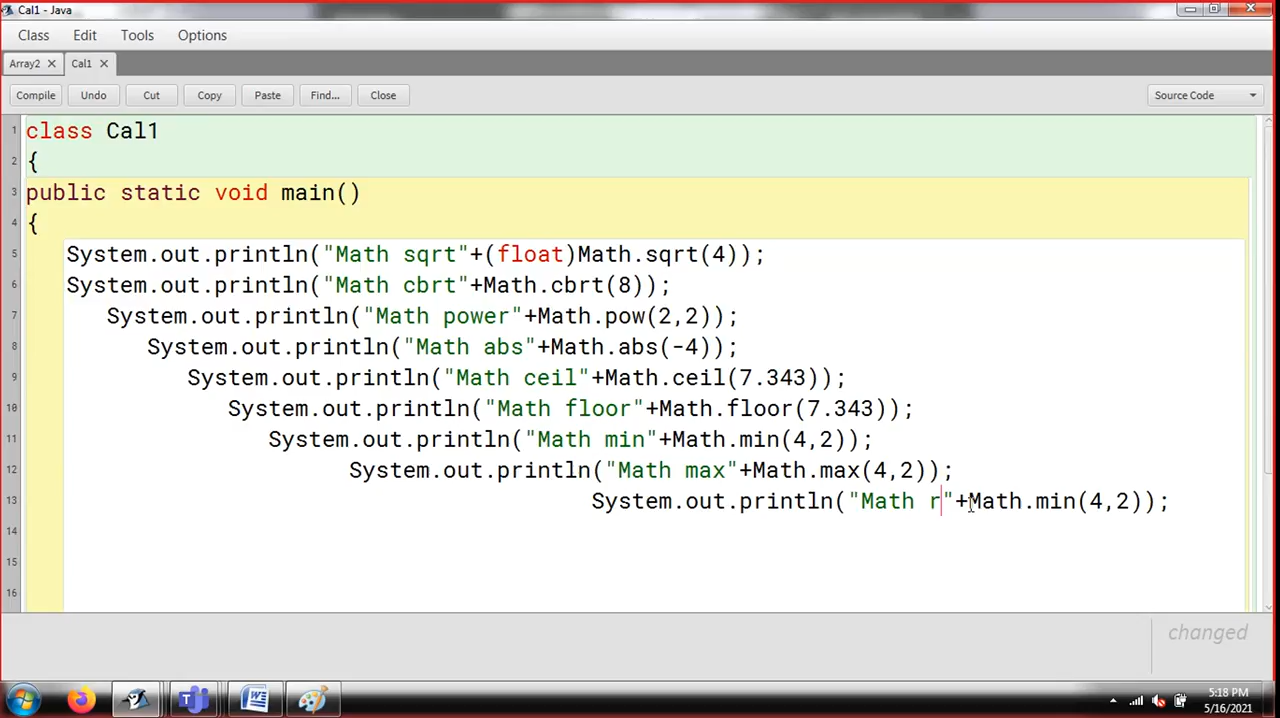 Cal1 - Java
Class Edit Tools Options
Array2 Cal1
Compile Undo Cut Copy Paste Find... Close Source Code
1 class Cal1
2 {
3 public static void main()
4 {
5 System.out.println("Math sqrt"+(float)Math.sqrt(4));
6 System.out.println("Math cbrt"+Math.cbrt(8));
7 System.out.println("Math power"+Math.pow(2,2));
8 System.out.println("Math abs"+Math.abs(-4));
9 System.out.println("Math ceil"+Math.ceil(7.343));
10 System.out.println("Math floor"+Math.floor(7.343));
11 System.out.println("Math min"+Math.min(4,2));
12 System.out.println("Math max"+Math.max(4,2));
13 System.out.println("Math r"+Math.min(4,2));
14
15
16
changed
5:18 PM
5/16/2021